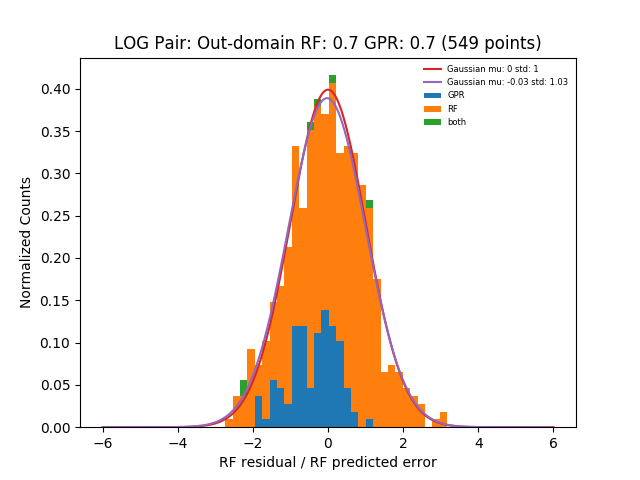 LOG Pair: Out-domain RF: 0.7 GPR: 0.7 (549 points)
Gaussian mu: 0 std: 1
Gaussian mu: -0.03 std: 1.03
GPR
RF
both
0.40
0.35
0.30
0.25
0.20
0.15
0.10
0.05
0.00
Normalized Counts
−6 −4 −2 0 2 4 6
RF residual / RF predicted error